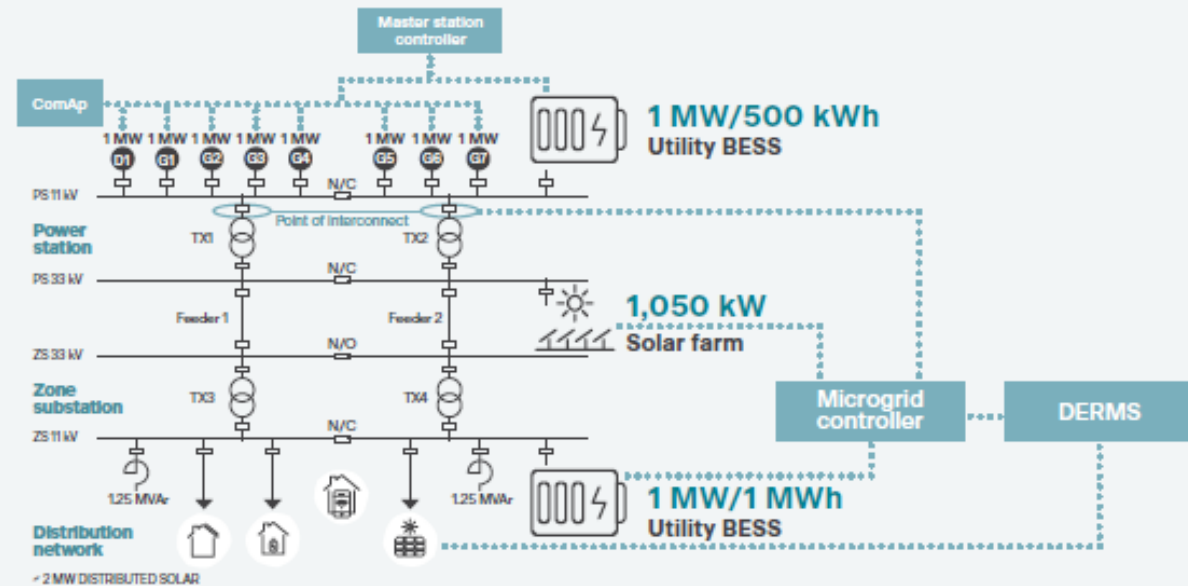 Master station
controller
ComAp
1 MW 1 MW 1 MW 1 MW 1 MW 1 MW 1 MW 1 MW
D1 G1 G2 G3 G4 G5 G6 G7
1 MW/500 kWh
Utility BESS
PS 11 kV
N/C
Point of Interconnect
Power
station
TX1
TX2
PS 33 kV
N/C
1,050 kW
Solar farm
Feeder 1
Feeder 2
ZS 33 kV
N/O
Zone
substation
TX3
TX4
Microgrid
controller
DERMS
ZS 11 kV
N/C
1.25 MVAr
1.25 MVAr
1 MW/1 MWh
Utility BESS
Distribution
network
~ 2 MW DISTRIBUTED SOLAR